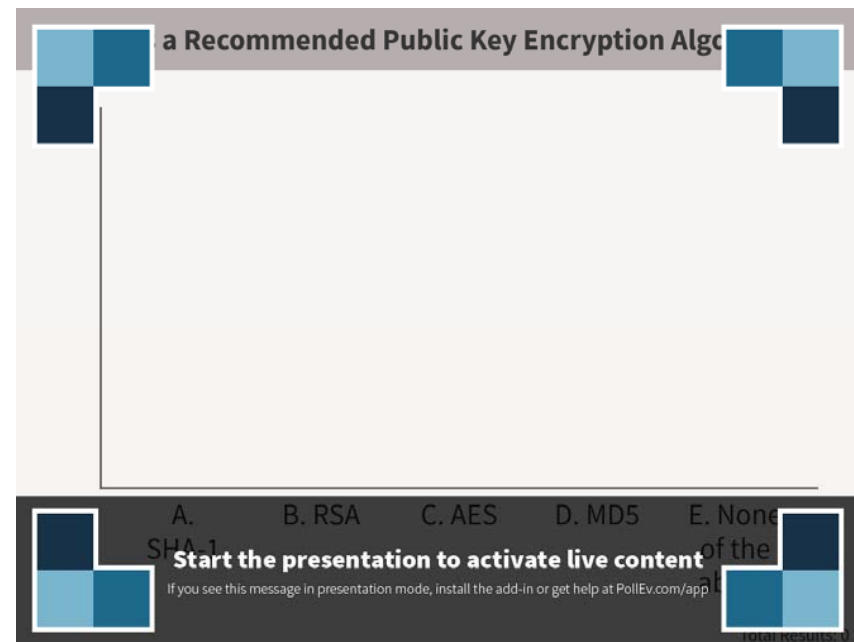 a Recommended Public Key Encryption
A. B. RSA C. AES D. MD5 E. None
SHA-1 of the
Start the presentation to activate live content
If you see this message in presentation mode, install the add-in or get help at PollEv.com/app
Total Results: 0